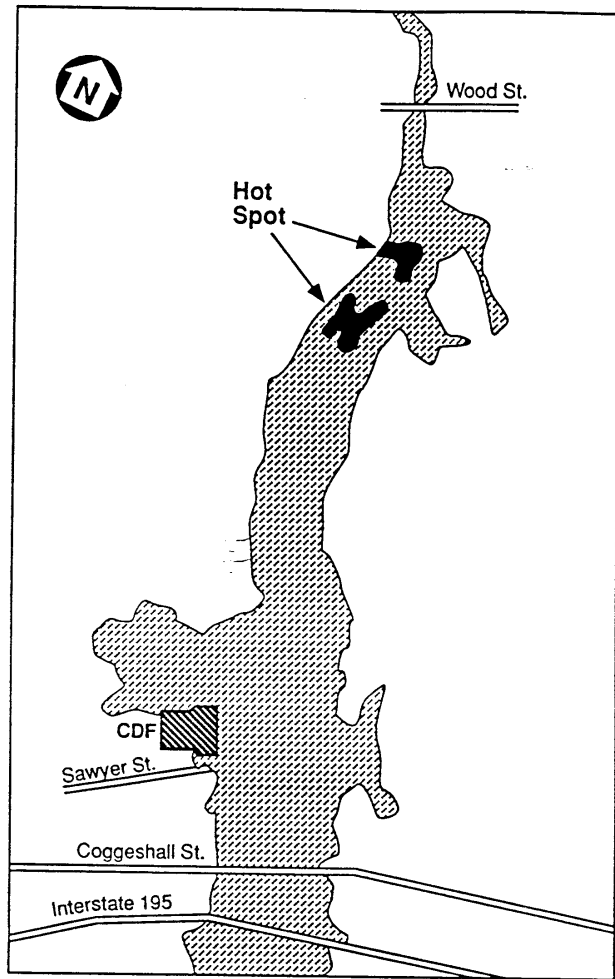 N
Wood St.
Hot
Spot
CDF
Sawyer St.
Coggeshall St.
Interstate 195